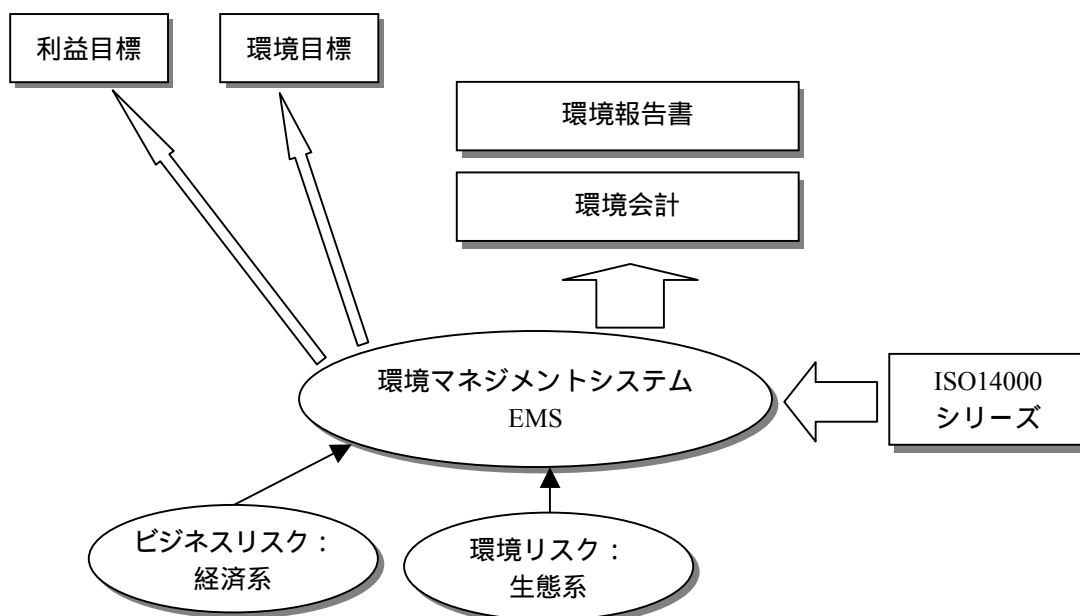 利益目標
環境目標
環境報告書
環境会計
環境マネジメントシステム
EMS
ISO14000
シリーズ
ビジネスリスク：
経済系
環境リスク：
生態系